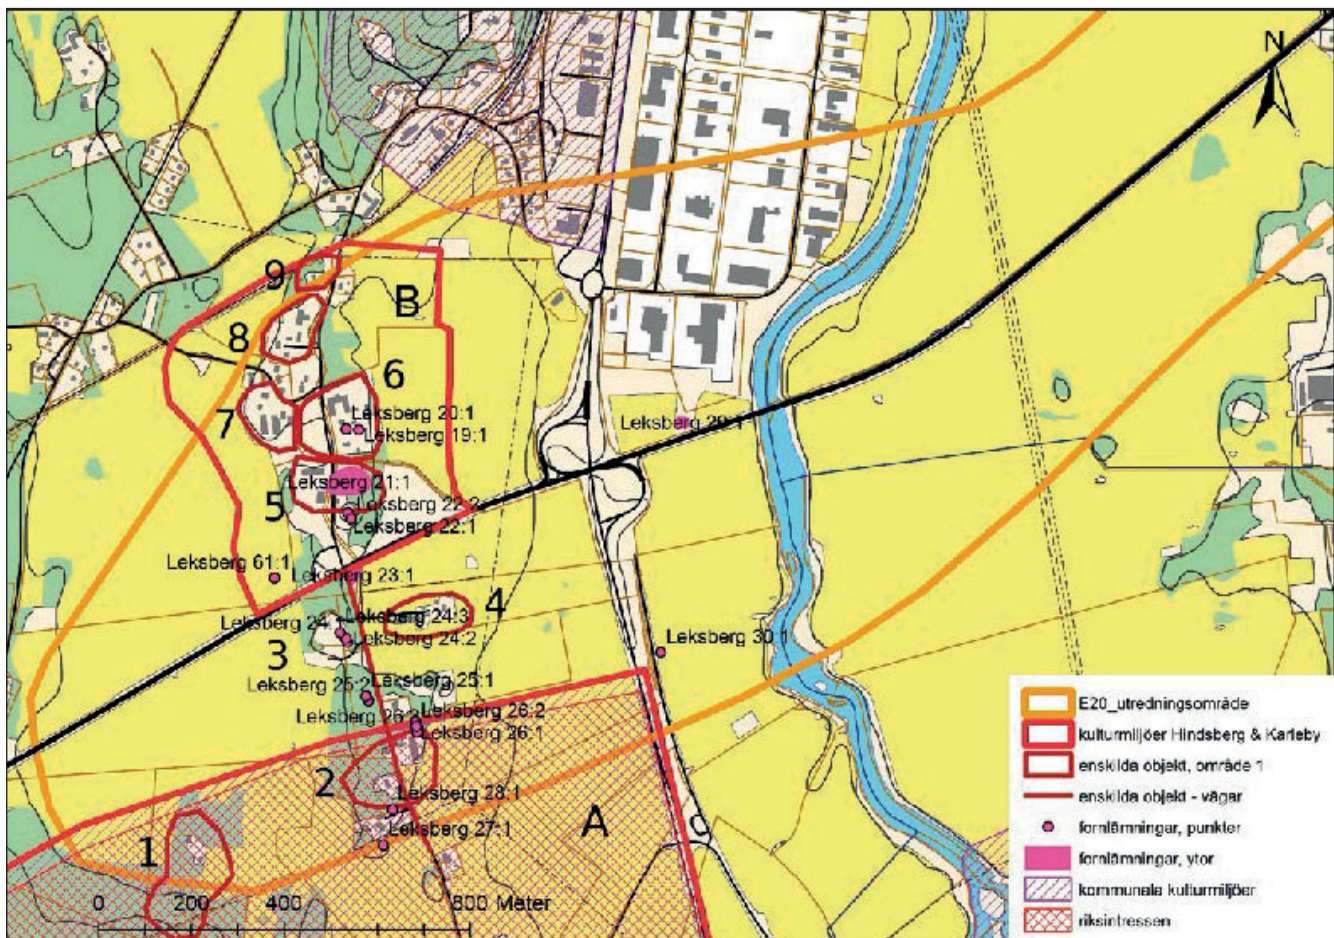 N
9
B
8
6
7
Leksberg 20:1
Leksberg 19:1
Leksberg 29:1
Leksberg 21:1
5
Leksberg 22:2
Leksberg 22:1
Leksberg 61:1
Leksberg 23:1
4
Leksberg 24:3
Leksberg 24:2
3
Leksberg 30:1
Leksberg 25:1
Leksberg 25:2
Leksberg 26:2
Leksberg 26:1
2
Leksberg 28:1
A
Leksberg 27:1
1
0 200 400 800 Meter
E20_utredningsområde
kulturmiljöer Hindsberg & Karleby
enskilda objekt, område 1
enskilda objekt - vägar
fornlämningar, punkter
fornlämningar, ytor
kommunala kulturmiljöer
riksintressen